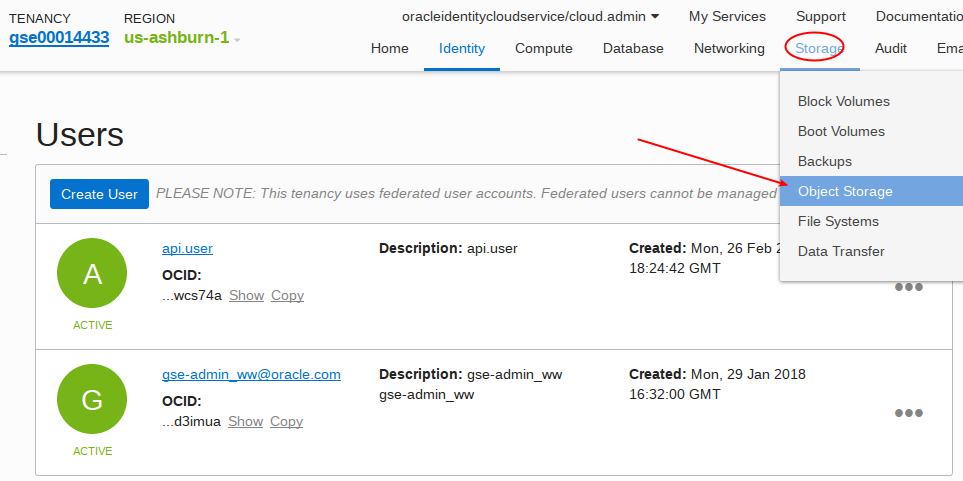 TENANCY
gse00014433
REGION
us-ashburn-1
oracleidentitycloudservice/cloud.admin
My Services
Support
Documentatio
Home
Identity
Compute
Database
Networking
Storage
Audit
Ema
Block Volumes
Boot Volumes
Backups
Object Storage
File Systems
Data Transfer
Users
Create User
PLEASE NOTE: This tenancy uses federated user accounts. Federated users cannot be managed
A
ACTIVE
api.user
OCID:
...wcs74a Show Copy
Description: api.user
Created: Mon, 26 Feb 2
18:24:42 GMT
G
ACTIVE
gse-admin_ww@oracle.com
OCID:
...d3imua Show Copy
Description: gse-admin_ww
gse-admin_ww
Created: Mon, 29 Jan 2018
16:32:00 GMT